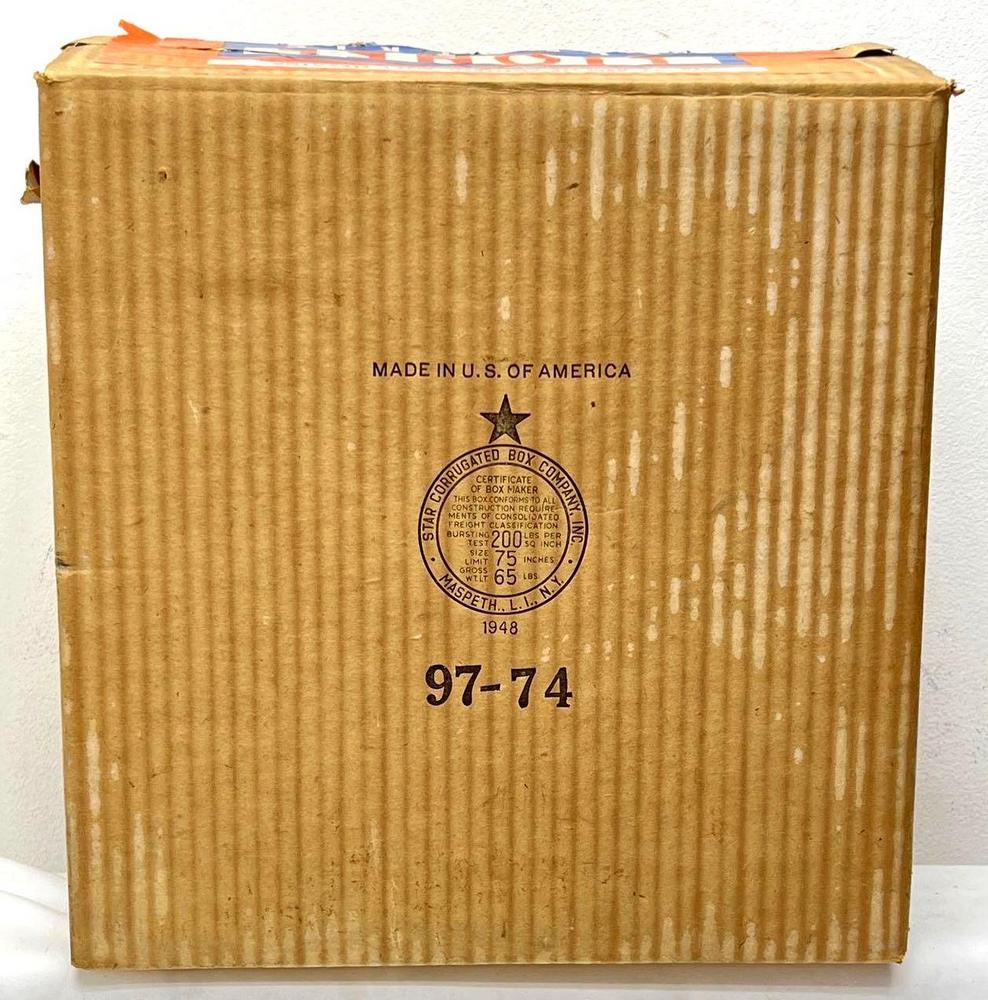 MADE IN U.S. OF AMERICA
STAR CORRUGATED BOX COMPANY, INC
CERTIFICATE
OF BOX MAKER
THIS BOX CONFORMS TO ALL
CONSTRUCTION REQUIRE-
MENTS OF CONSOLIDATED
FREIGHT CLASSIFICATION
BURSTING TEST 200 LBS PER SQ INCH
SIZE LIMIT 75 INCHES
GROSS WT. LT 65 LBS
• MASPETH., L. I., N. Y. •
1948
97-74